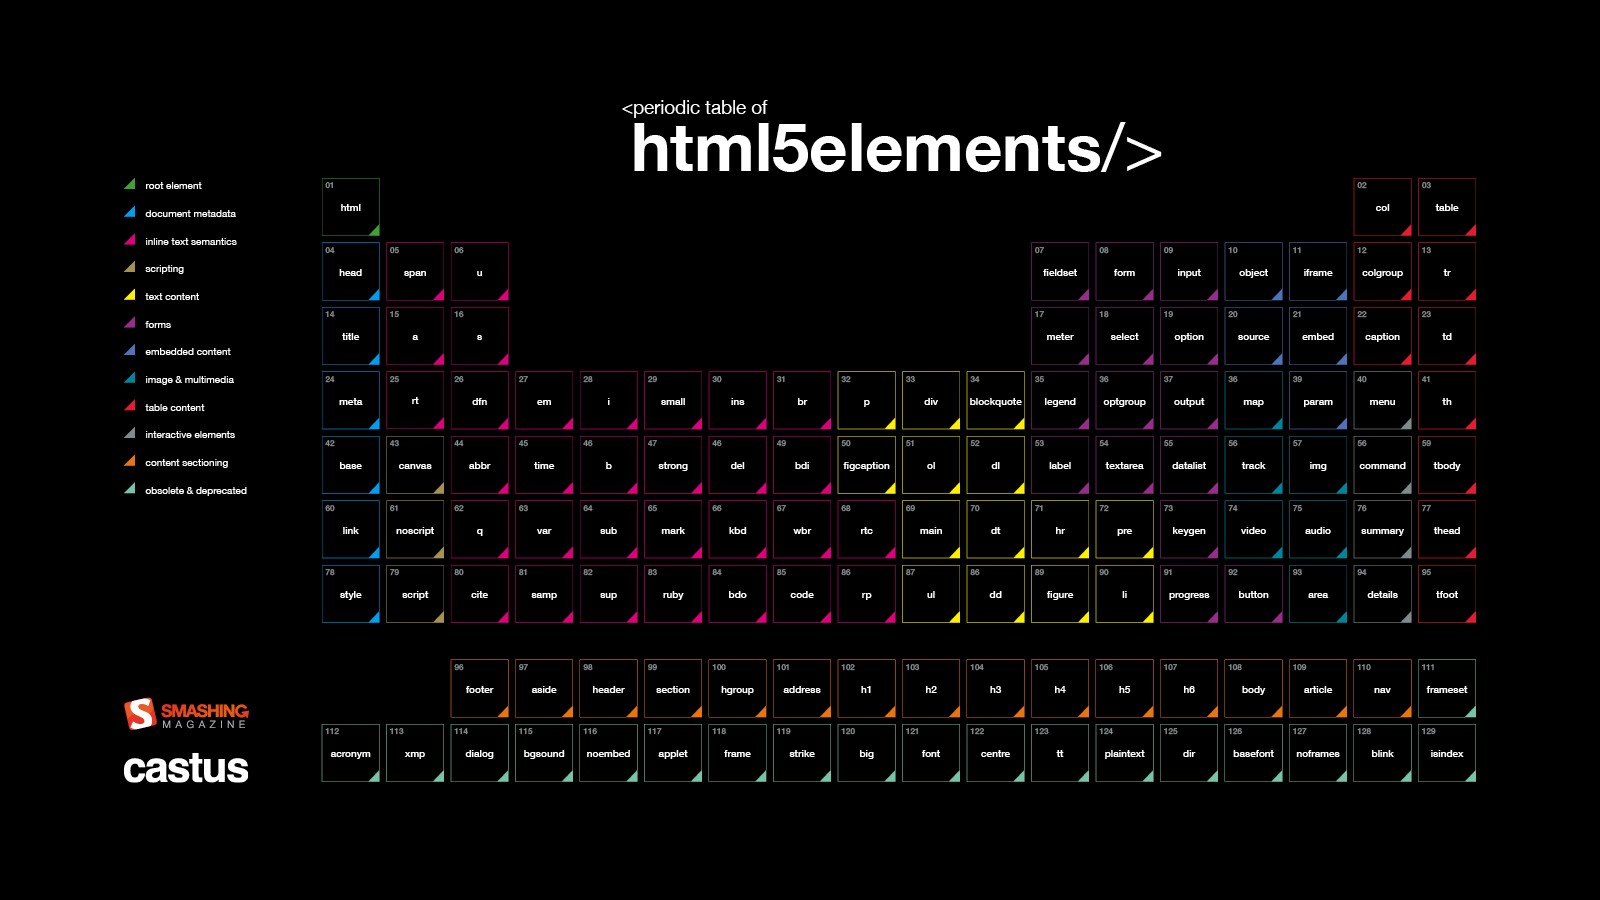 <periodic table of
html5elements/>
root element
document metadata
inline text semantics
scripting
text content
forms
embedded content
image & multimedia
table content
interactive elements
content sectioning
obsolete & deprecated
01 02 03
html col table
04 05 06 07 08 09 10 11 12 13
head span u fieldset form input object iframe colgroup tr
14 15 16 17 18 19 20 21 22 23
title a s meter select option source embed caption td
24 25 26 27 28 29 30 31 32 33 34 35 36 37 36 39 40 41
meta rt dfn em i small ins br p div blockquote legend optgroup output map param menu th
42 43 44 45 46 47 46 49 50 51 52 53 54 55 56 57 56 59
base canvas abbr time b strong del bdi figcaption ol dl label textarea datalist track img command tbody
60 61 62 63 64 65 66 67 68 69 70 71 72 73 74 75 76 77
link noscript q var sub mark kbd wbr rtc main dt hr pre keygen video audio summary thead
78 79 80 81 82 83 84 85 86 87 86 89 90 91 92 93 94 95
style script cite samp sup ruby bdo code rp ul dd figure li progress button area details tfoot
96 97 98 99 100 101 102 103 104 105 106 107 108 109 110 111
footer aside header section hgroup address h1 h2 h3 h4 h5 h6 body article nav frameset
112 113 114 115 116 117 118 119 120 121 122 123 124 125 126 127 128 129
acronym xmp dialog bgsound noembed applet frame strike big font centre tt plaintext dir basefont noframes blink isindex
S SMASHING
MAGAZINE
castus